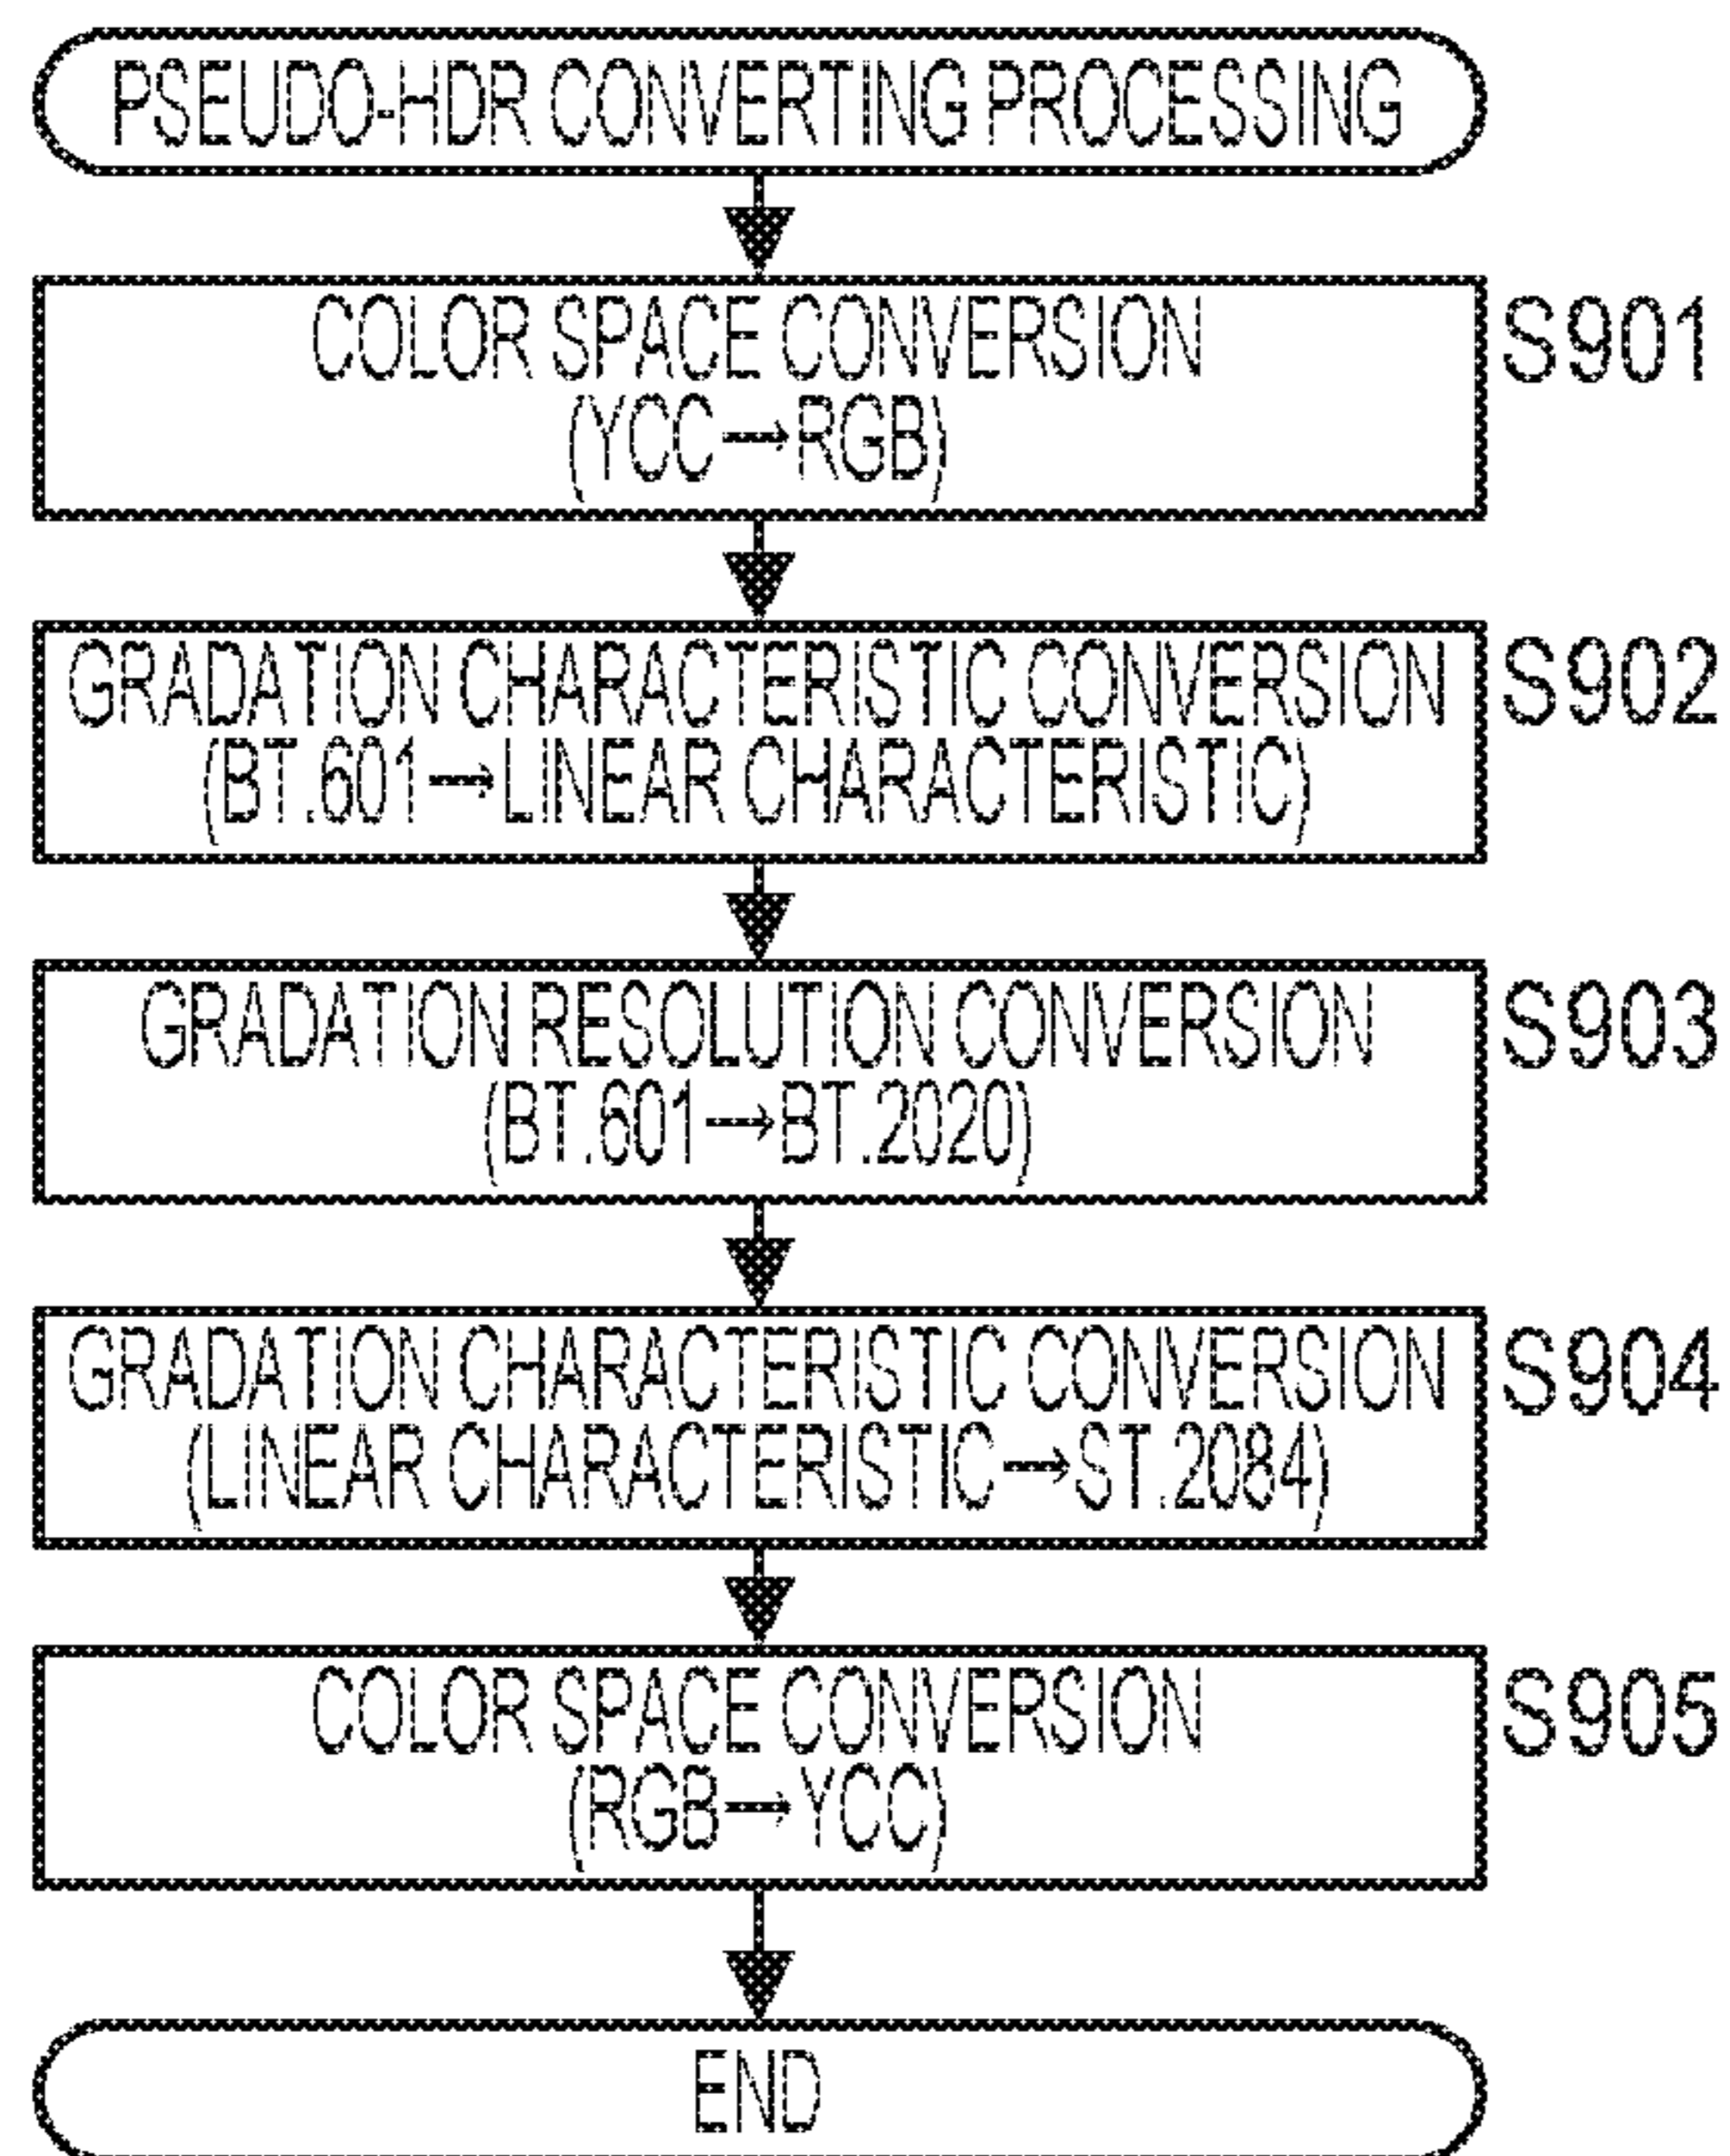 PSEUDO-HDR CONVERTING PROCESSING
COLOR SPACE CONVERSION
(YCC→RGB)
S901
GRADATION CHARACTERISTIC CONVERSION
(BT.601→LINEAR CHARACTERISTIC)
S902
GRADATION RESOLUTION CONVERSION
(BT.601→BT.2020)
S903
GRADATION CHARACTERISTIC CONVERSION
(LINEAR CHARACTERISTIC→ST.2084)
S904
COLOR SPACE CONVERSION
(RGB→YCC)
S905
END